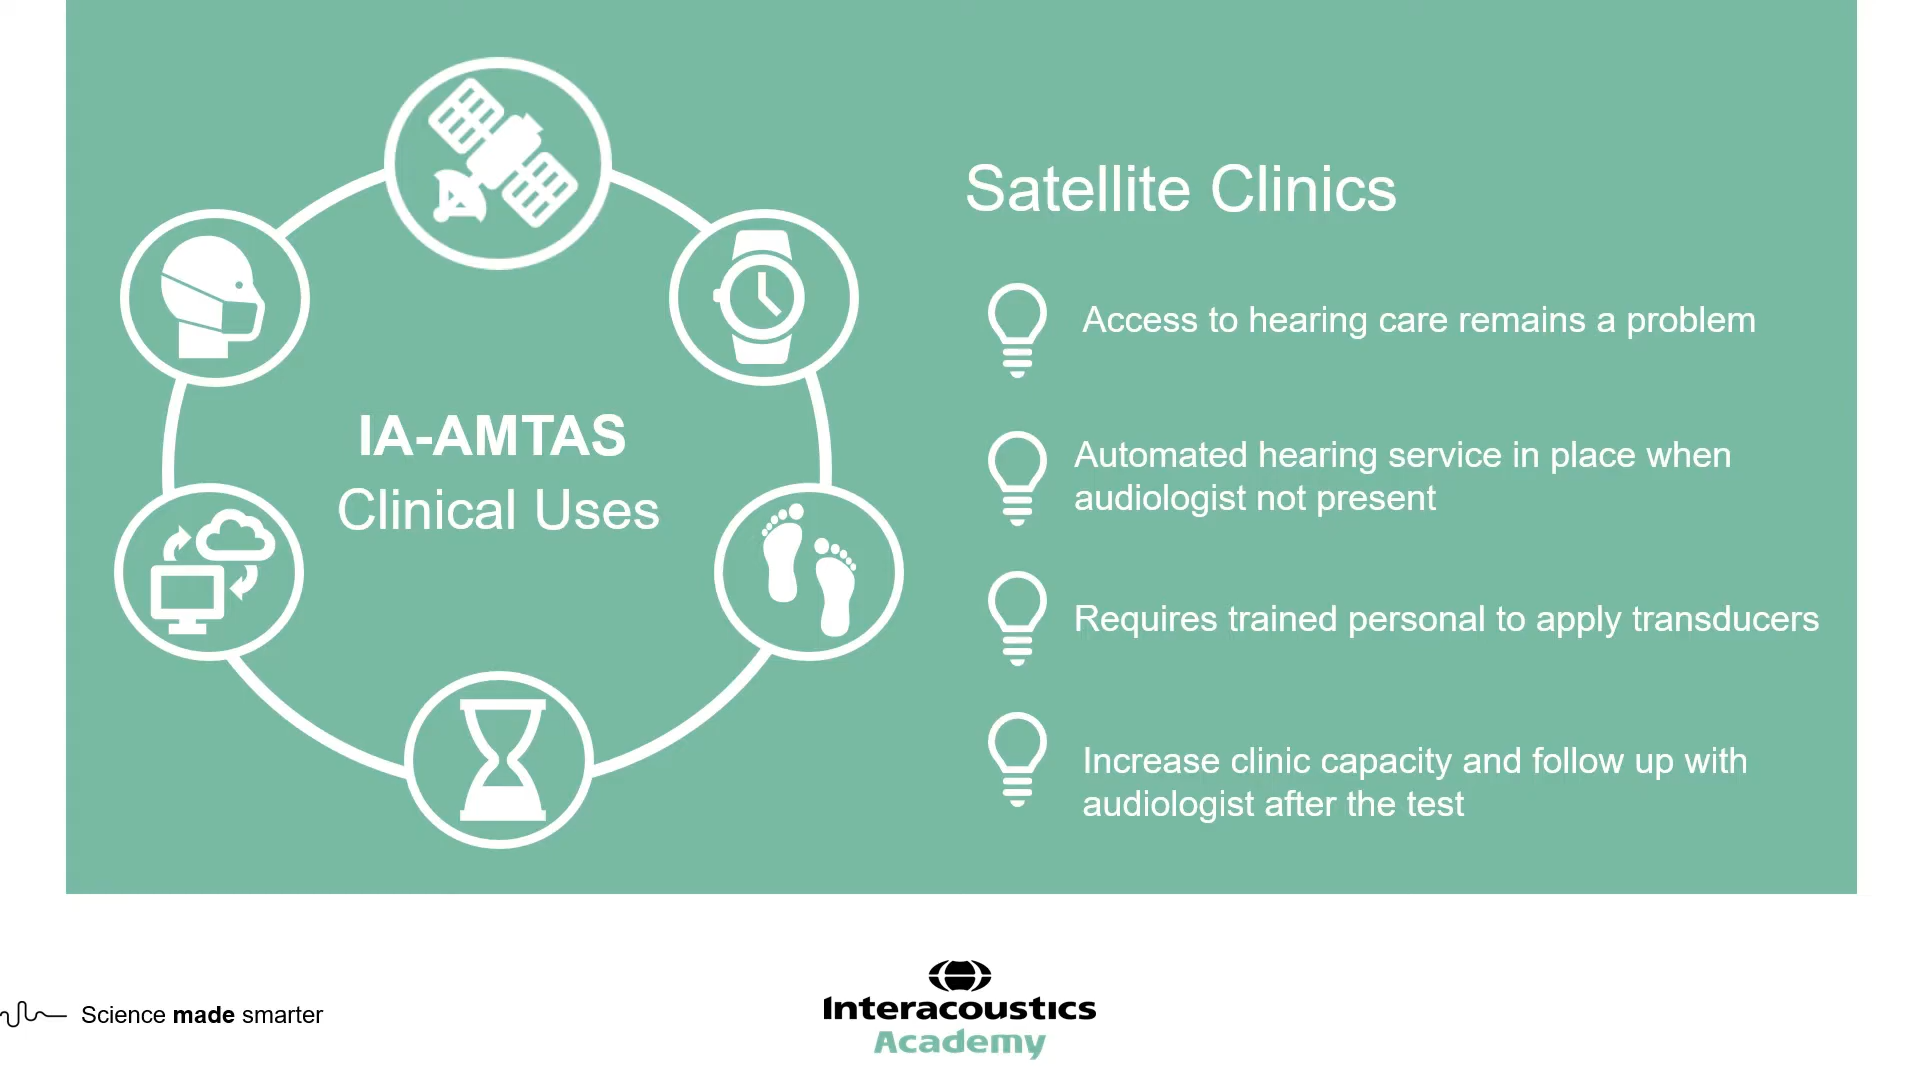 IA-AMTAS
Clinical Uses
Satellite Clinics
Access to hearing care remains a problem
Automated hearing service in place when
audiologist not present
Requires trained personal to apply transducers
Increase clinic capacity and follow up with
audiologist after the test
Science made smarter
Interacoustics
Academy